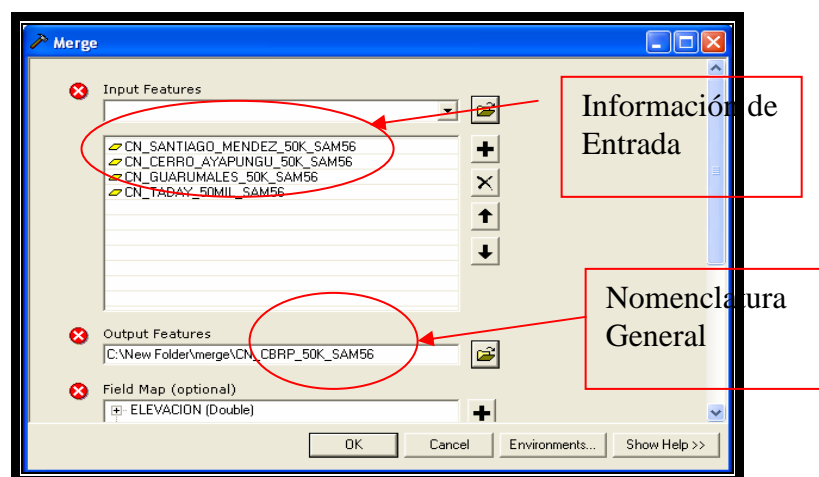 Merge
Input Features
CN_SANTIAGO_MENDEZ_50K_SAM56
CN_CERRO_AYAPUNGU_50K_SAM56
CN_GUARUMALES_50K_SAM56
CN_TADAY_50MIL_SAM56
Información de
Entrada
Output Features
C:\New Folder\merge\CN_CBRP_50K_SAM56
Nomenclatura
General
Field Map (optional)
ELEVACION (Double)
OK
Cancel
Environments...
Show Help >>